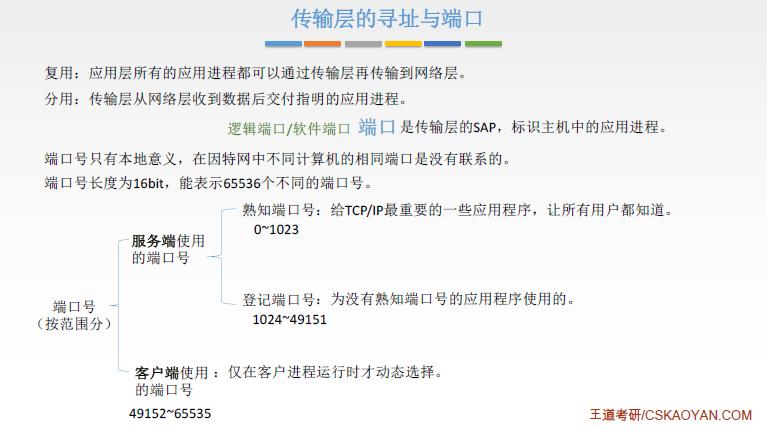 传输层的寻址与端口
复用：应用层所有的应用进程都可以通过传输层再传输到网络层。
分用：传输层从网络层收到数据后交付指明的应用进程。
逻辑端口/软件端口 端口 是传输层的SAP，标识主机中的应用进程。
端口号只有本地意义，在因特网中不同计算机的相同端口是没有联系的。
端口号长度为16bit，能表示65536个不同的端口号。
熟知端口号：给TCP/IP最重要的一些应用程序，让所有用户都知道。
0~1023
服务端使用
的端口号
登记端口号：为没有熟知端口号的应用程序使用的。
1024~49151
端口号
（按范围分）
客户端使用：仅在客户进程运行时才动态选择。
的端口号
49152~65535
王道考研/CSKAOYAN.COM